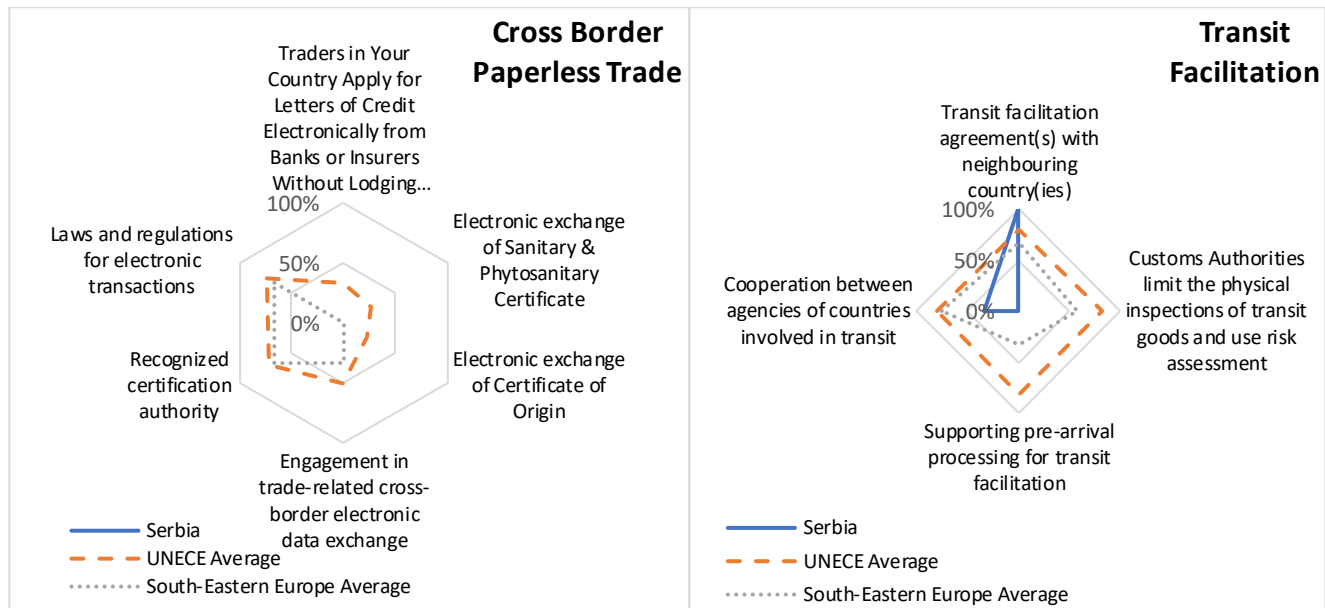 Cross Border
Paperless Trade
Traders in Your
Country Apply for
Letters of Credit
Electronically from
Banks or Insurers
Without Lodging...
100%
50%
0%
Electronic exchange
of Sanitary &
Phytosanitary
Certificate
Electronic exchange
of Certificate of
Origin
Engagement in
trade-related cross-
border electronic
data exchange
Recognized
certification
authority
Laws and regulations
for electronic
transactions
Serbia
UNECE Average
South-Eastern Europe Average
Transit
Facilitation
Transit facilitation
agreement(s) with
neighbouring
country(ies)
100%
50%
0%
Customs Authorities
limit the physical
inspections of transit
goods and use risk
assessment
Supporting pre-arrival
processing for transit
facilitation
Cooperation between
agencies of countries
involved in transit
Serbia
UNECE Average
South-Eastern Europe Average